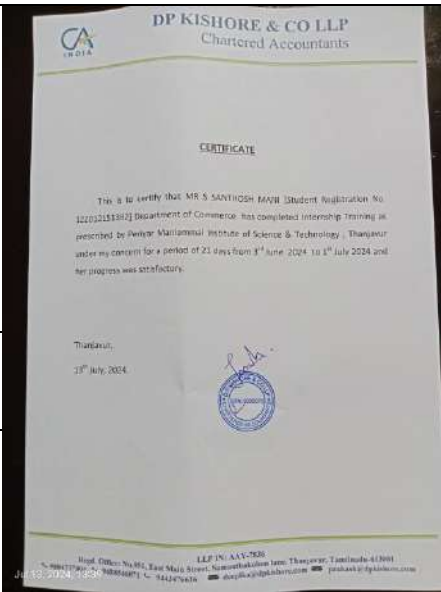 CA
INDIA
DP KISHORE & CO LLP
Chartered Accountants
CERTIFICATE
This is to certify that MR S SANTHOSH MANI [Student Registration No.
Department of Commerce has completed Internship Training as
prescribed by Periyar Maniammai Institute of Science & Technology , Thanjavur
under my concern for a period of 21 days from 3rd June 2024 to 1st July 2024 and
her progress was satisfactory.
Thanjavur,
13th July, 2024.
LLP IN: AAY-7836
Regd. Office: No.951, East Main Street, lane, Thanjavur, Tamilnadu-613001
Jul 13, 2024, 13:39